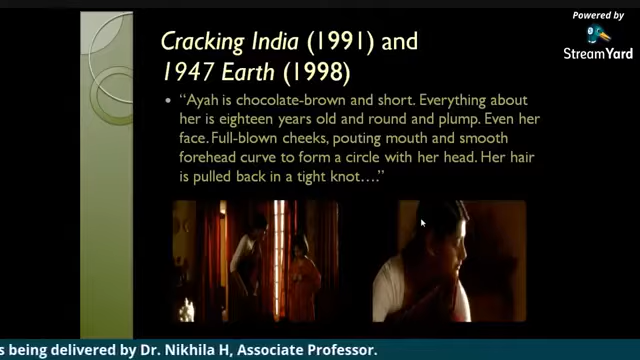 Powered by
StreamYard
Cracking India (1991) and
1947 Earth (1998)
• “Ayah is chocolate-brown and short. Everything about
her is eighteen years old and round and plump. Even her
face. Full-blown cheeks, pouting mouth and smooth
forehead curve to form a circle with her head. Her hair
is pulled back in a tight knot….”
s being delivered by Dr. Nikhila H, Associate Professor.